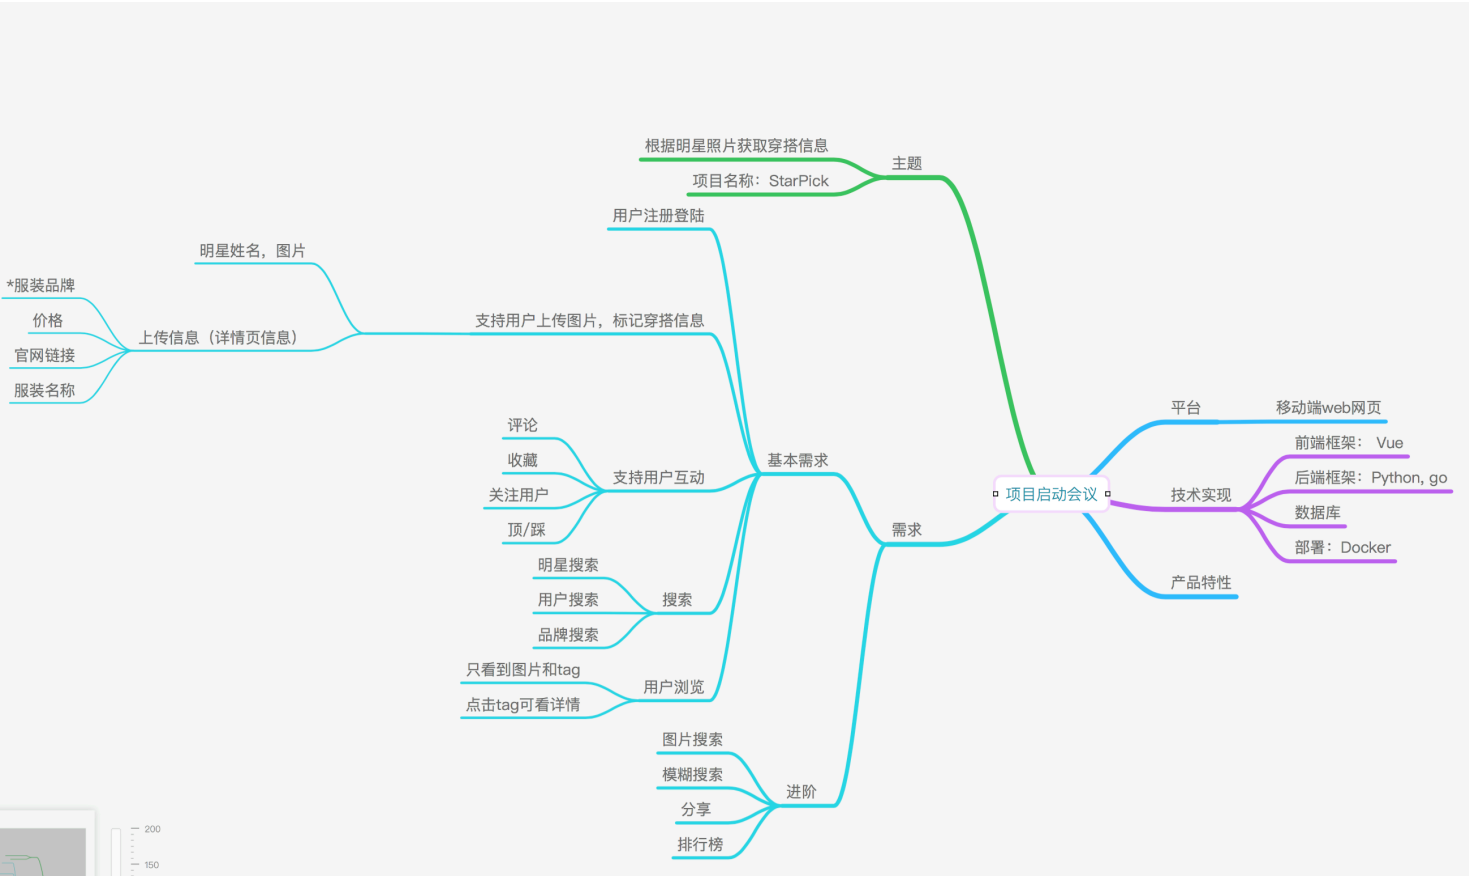 根据明星照片获取穿搭信息
主题
项目名称：StarPick
用户注册登陆
明星姓名，图片
*服装品牌
价格
上传信息（详情页信息）
官网链接
服装名称
支持用户上传图片，标记穿搭信息
评论
收藏
支持用户互动
关注用户
顶/踩
基本需求
明星搜索
用户搜索
搜索
品牌搜索
只看到图片和tag
用户浏览
点击tag可看详情
需求
图片搜索
模糊搜索
进阶
分享
排行榜
项目启动会议
平台
移动端web网页
前端框架： Vue
技术实现
后端框架：Python, go
数据库
部署：Docker
产品特性
200
150